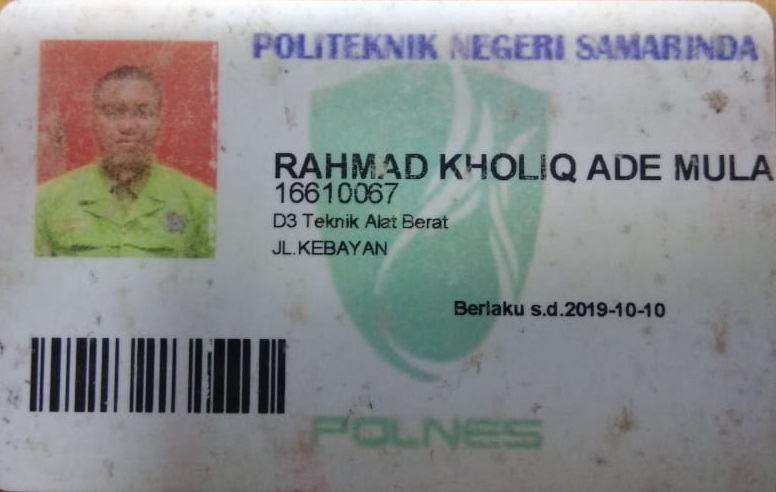 POLITEKNIK NEGERI SAMARINDA
RAHMAD KHOLIQ ADE MULA
16610067
D3 Teknik Alat Berat
JL.KEBAYAN
Berlaku s.d.2019-10-10
POLNES